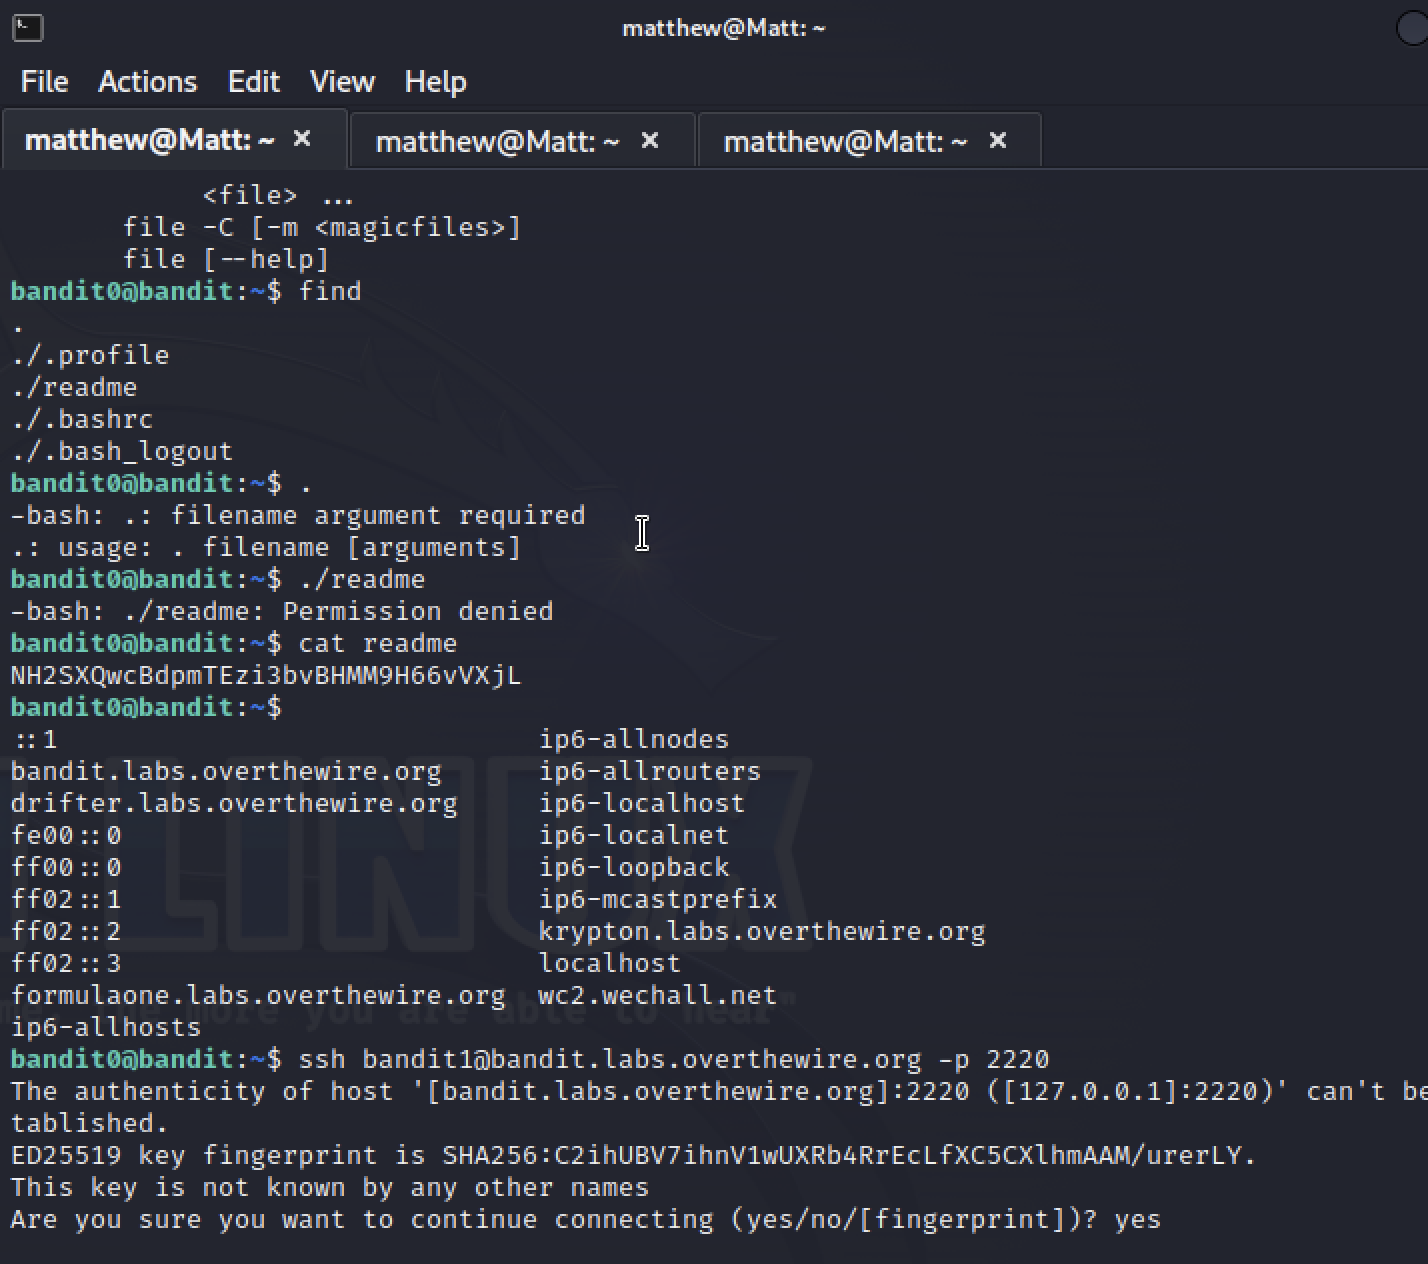 matthew@Matt: ~
File Actions Edit View Help
matthew@Matt: ~ × matthew@Matt: ~ × matthew@Matt: ~ ×
<file> ...
file -C [-m <magicfiles>]
file [--help]
bandit0@bandit:~$ find
.
./.profile
./readme
./.bashrc
./.bash_logout
bandit0@bandit:~$ .
-bash: .: filename argument required
.: usage: . filename [arguments]
bandit0@bandit:~$ ./readme
-bash: ./readme: Permission denied
bandit0@bandit:~$ cat readme
NH2SXQwcBdpmTEzi3bvBHMM9H66vVXjL
bandit0@bandit:~$
::1 ip6-allnodes
bandit.labs.overthewire.org ip6-allrouters
drifter.labs.overthewire.org ip6-localhost
fe00::0 ip6-localnet
ff00::0 ip6-loopback
ff02::1 ip6-mcastprefix
ff02::2 krypton.labs.overthewire.org
ff02::3 localhost
formulaone.labs.overthewire.org wc2.wechall.net
ip6-allhosts
bandit0@bandit:~$ ssh bandit1@bandit.labs.overthewire.org -p 2220
The authenticity of host '[bandit.labs.overthewire.org]:2220 ([127.0.0.1]:2220)' can't be
tablished.
ED25519 key fingerprint is SHA256:C2ihUBV7ihnV1wUXRb4RrEcLfXC5CXlhmAAM/urerLY.
This key is not known by any other names
Are you sure you want to continue connecting (yes/no/[fingerprint])? yes